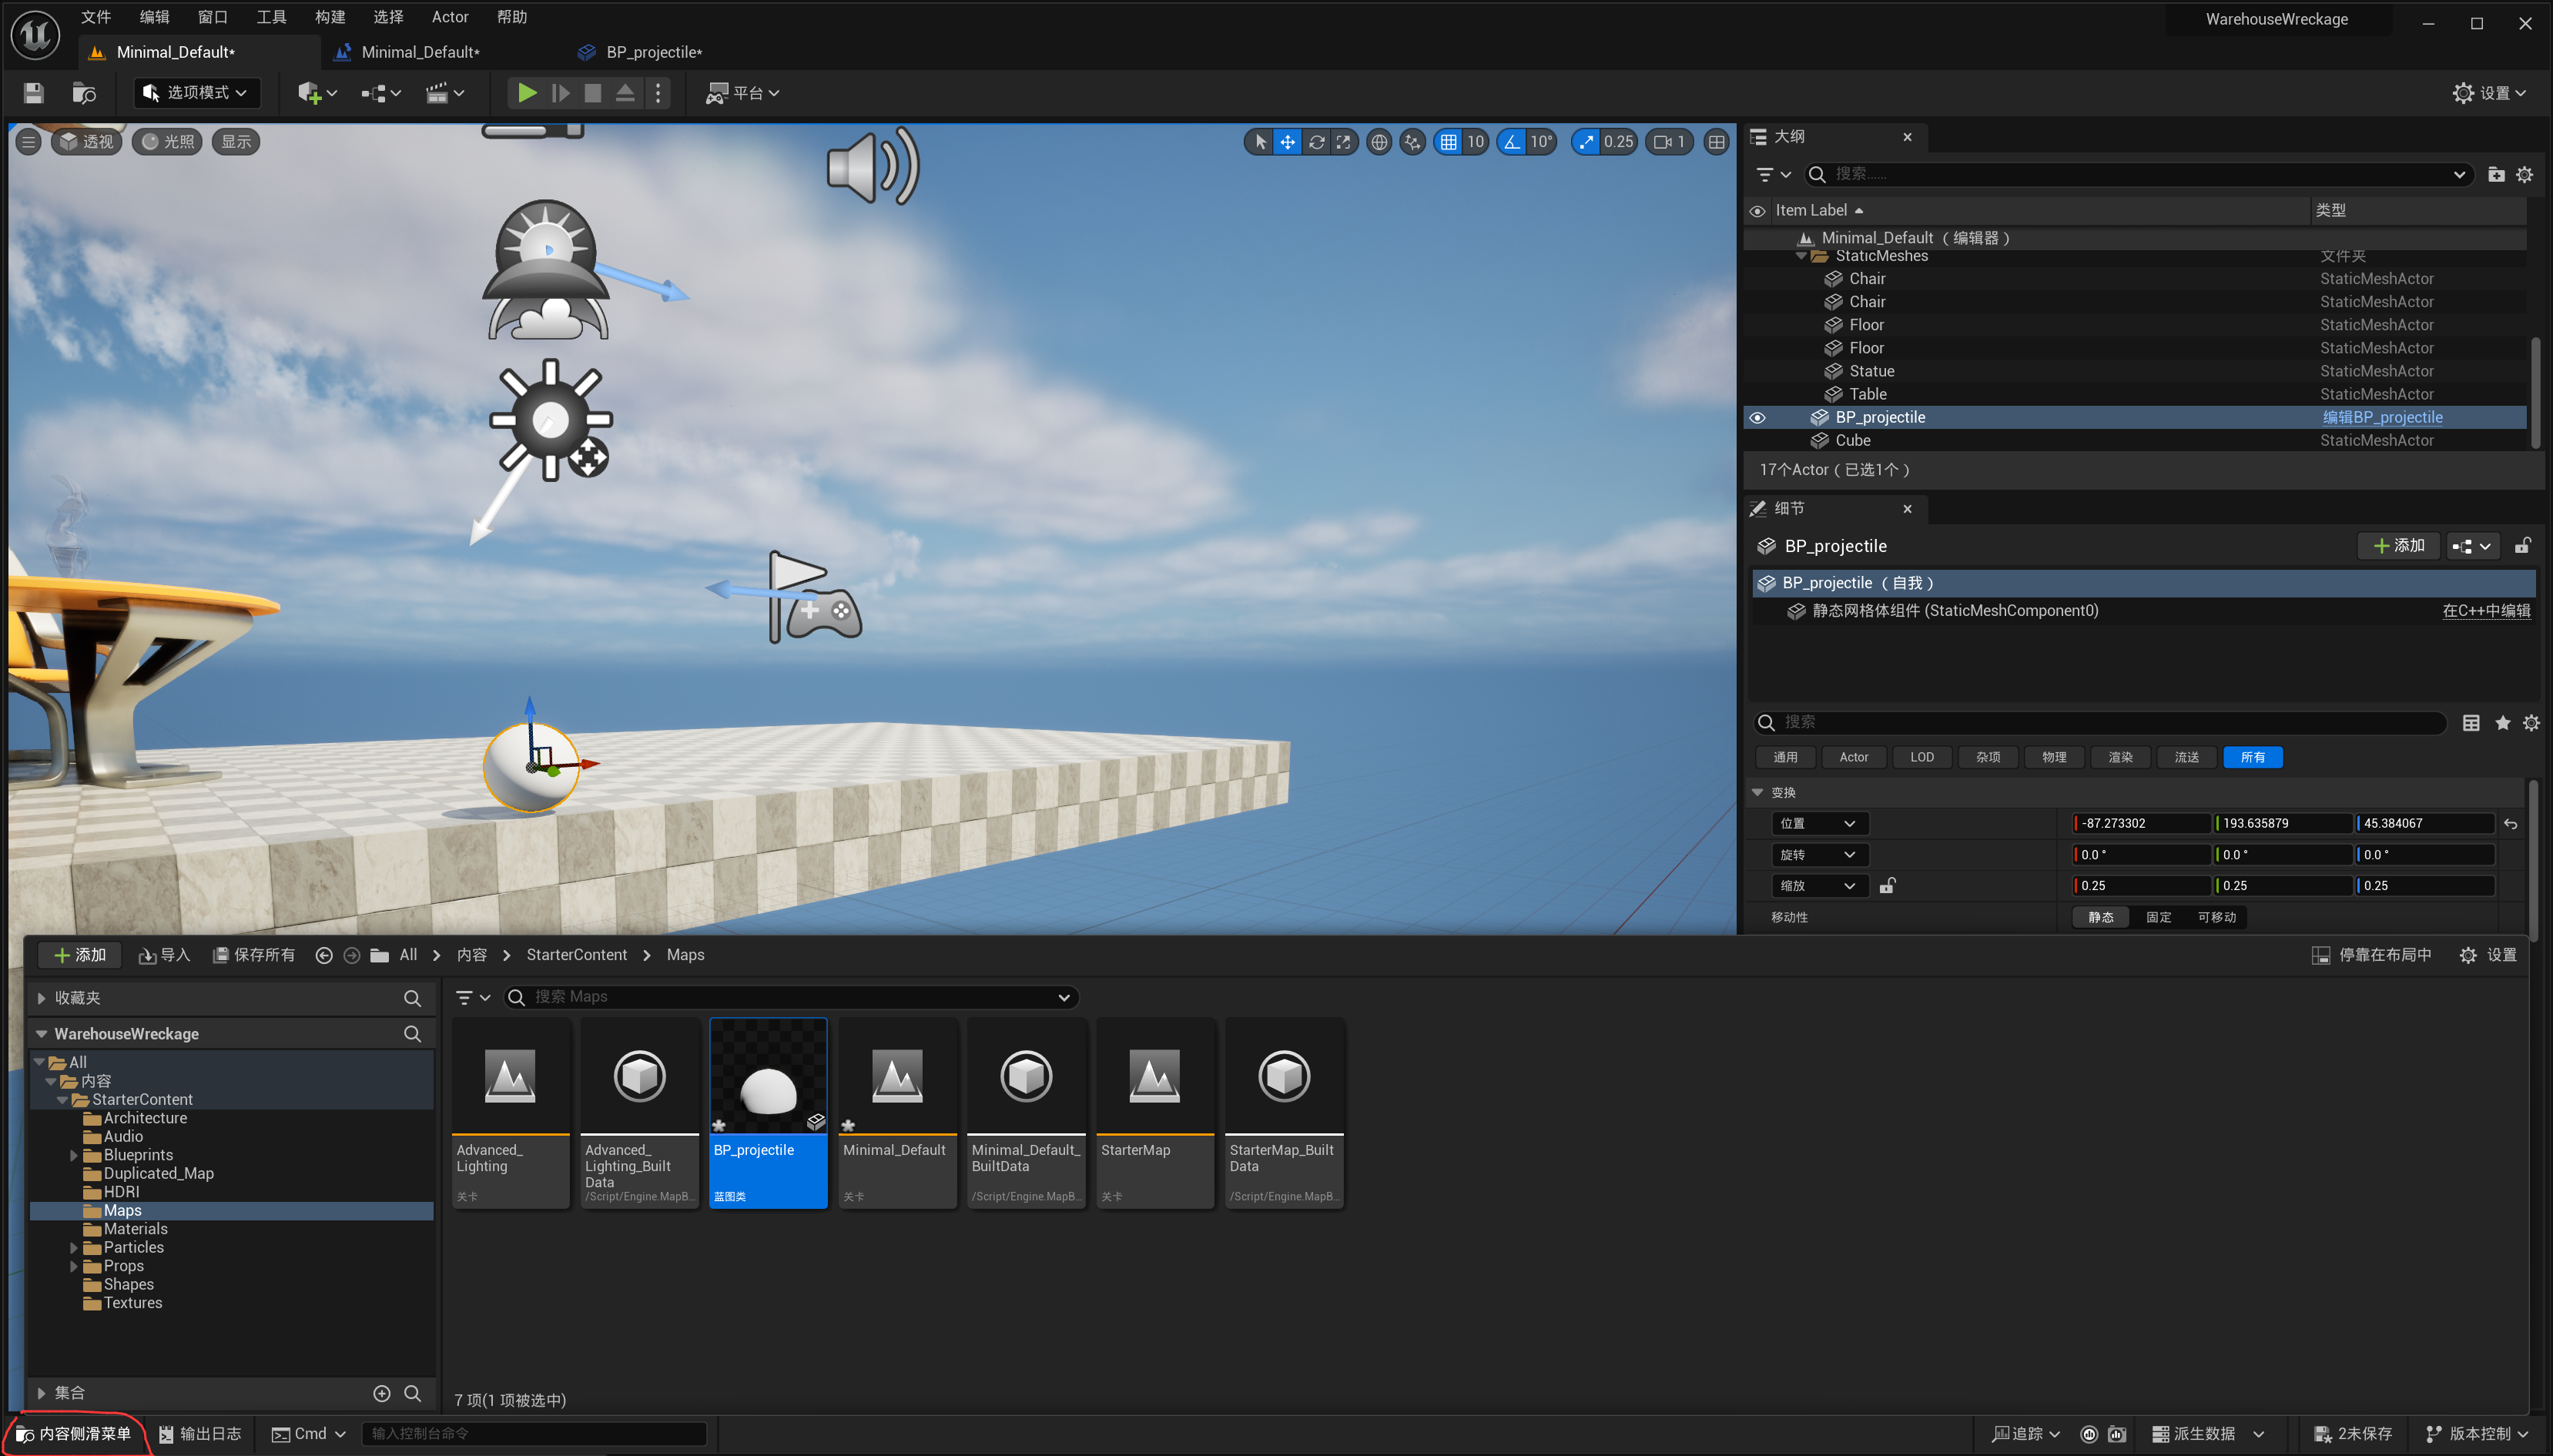 文件 编辑 窗口 工具 构建 选择 Actor 帮助
WarehouseWreckage
Minimal_Default* Minimal_Default* BP_projectile*
选项模式 平台 设置
透视 光照 显示 10 10° 0.25 1
大纲
搜索......
Item Label 类型
Minimal_Default（编辑器）
StaticMeshes 文件夹
Chair StaticMeshActor
Chair StaticMeshActor
Floor StaticMeshActor
Floor StaticMeshActor
Statue StaticMeshActor
Table StaticMeshActor
BP_projectile 编辑BP_projectile
Cube StaticMeshActor
17个Actor（已选1个）
细节
BP_projectile 添加
BP_projectile（自我）
静态网格体组件 (StaticMeshComponent0) 在C++中编辑
搜索
通用 Actor LOD 杂项 物理 渲染 流送 所有
变换
位置 -87.273302 193.635879 45.384067
旋转 0.0 ° 0.0 ° 0.0 °
缩放 0.25 0.25 0.25
移动性 静态 固定 可移动
添加 导入 保存所有 All 内容 StarterContent Maps 停靠在布局中 设置
收藏夹
WarehouseWreckage
All
内容
StarterContent
Architecture
Audio
Blueprints
Duplicated_Map
HDRI
Maps
Materials
Particles
Props
Shapes
Textures
集合
搜索 Maps
Advanced_
Lighting
关卡
Advanced_
Lighting_Built
Data
/Script/Engine.MapB...
BP_projectile
蓝图类
Minimal_Default
关卡
Minimal_Default_
BuiltData
/Script/Engine.MapB...
StarterMap
关卡
StarterMap_Built
Data
/Script/Engine.MapB...
7 项(1 项被选中)
内容侧滑菜单 输出日志 Cmd 输入控制台命令 追踪 派生数据 2未保存 版本控制